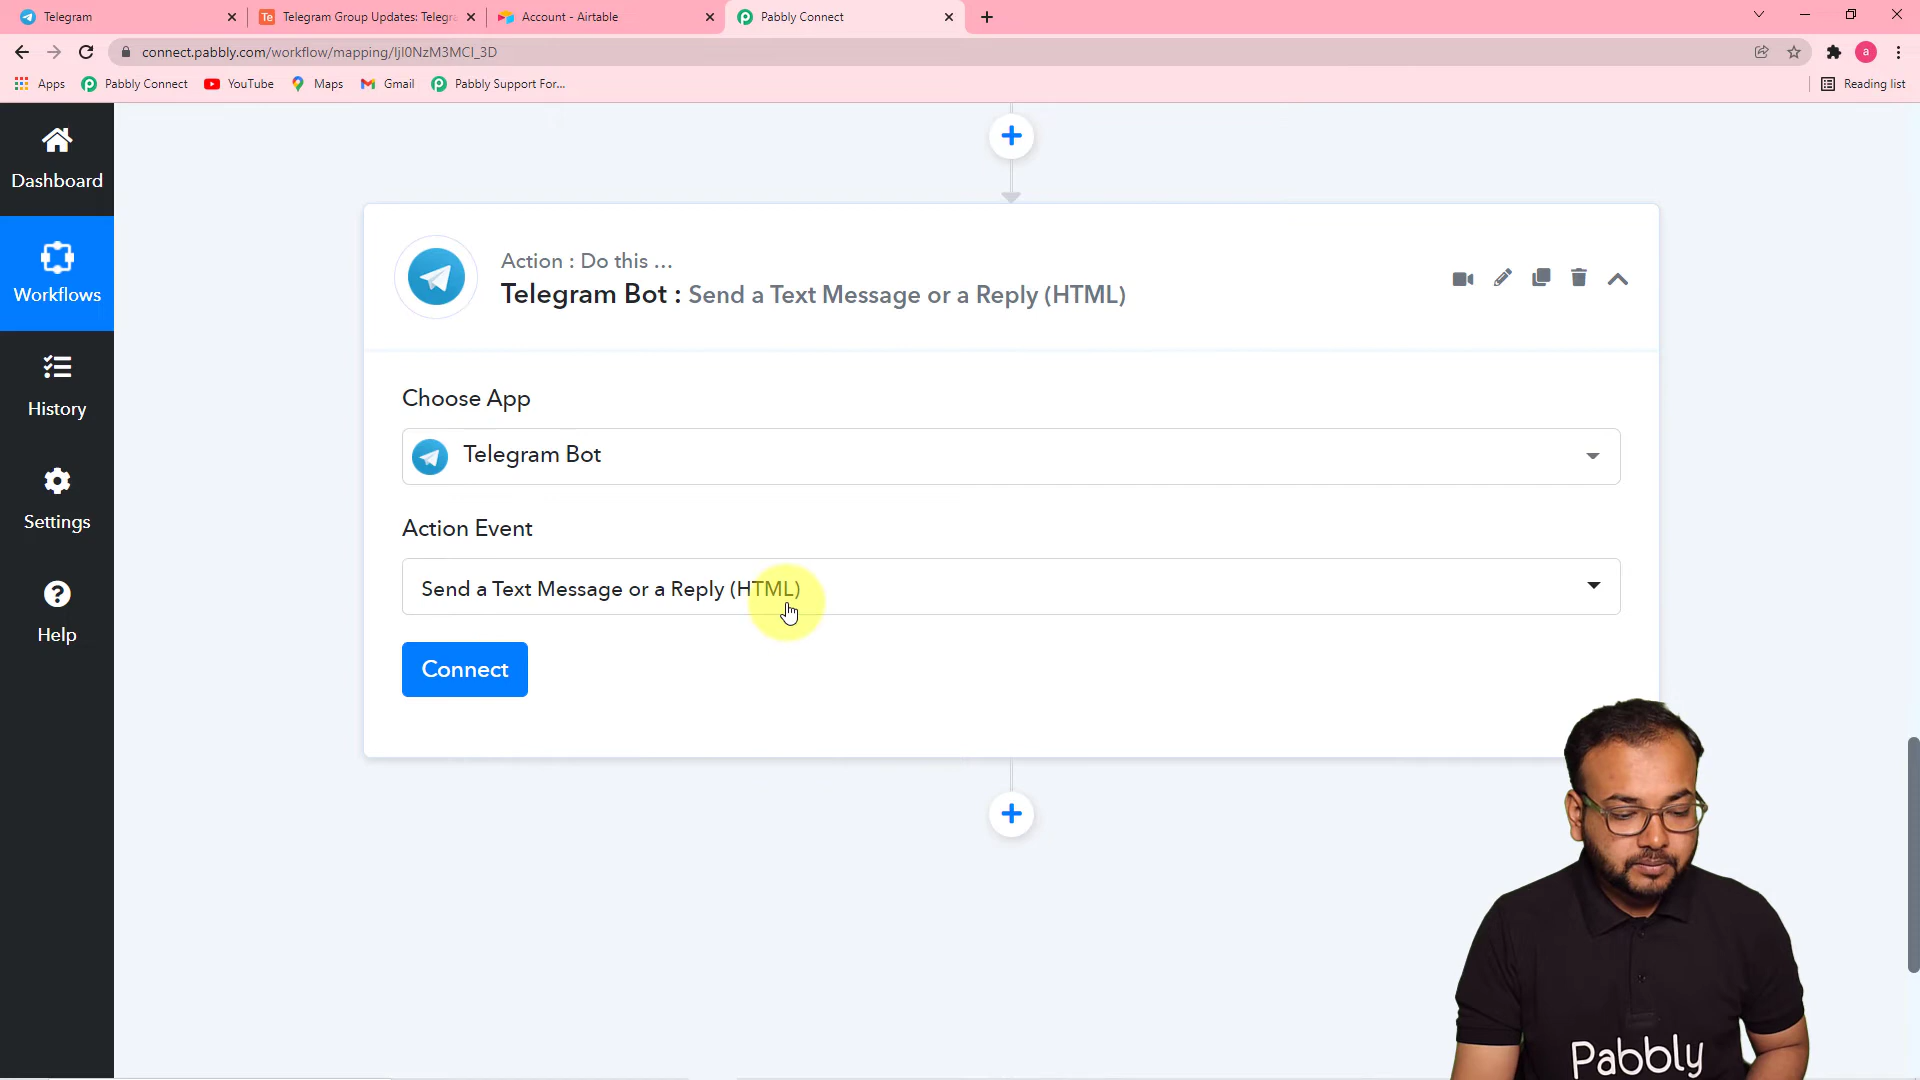 Telegram
Telegram Group Updates: Telegr
Account - Airtable
Pabbly Connect
connect.pabbly.com/workflow/mapping/IjI0NzM3MCI_3D
a
Apps
Pabbly Connect
YouTube
Maps
Gmail
Pabbly Support For...
Reading list
Dashboard
Workflows
History
Settings
Help
Action : Do this ...
Telegram Bot : Send a Text Message or a Reply (HTML)
Choose App
Telegram Bot
Action Event
Send a Text Message or a Reply (HTML)
Connect
Pabbly